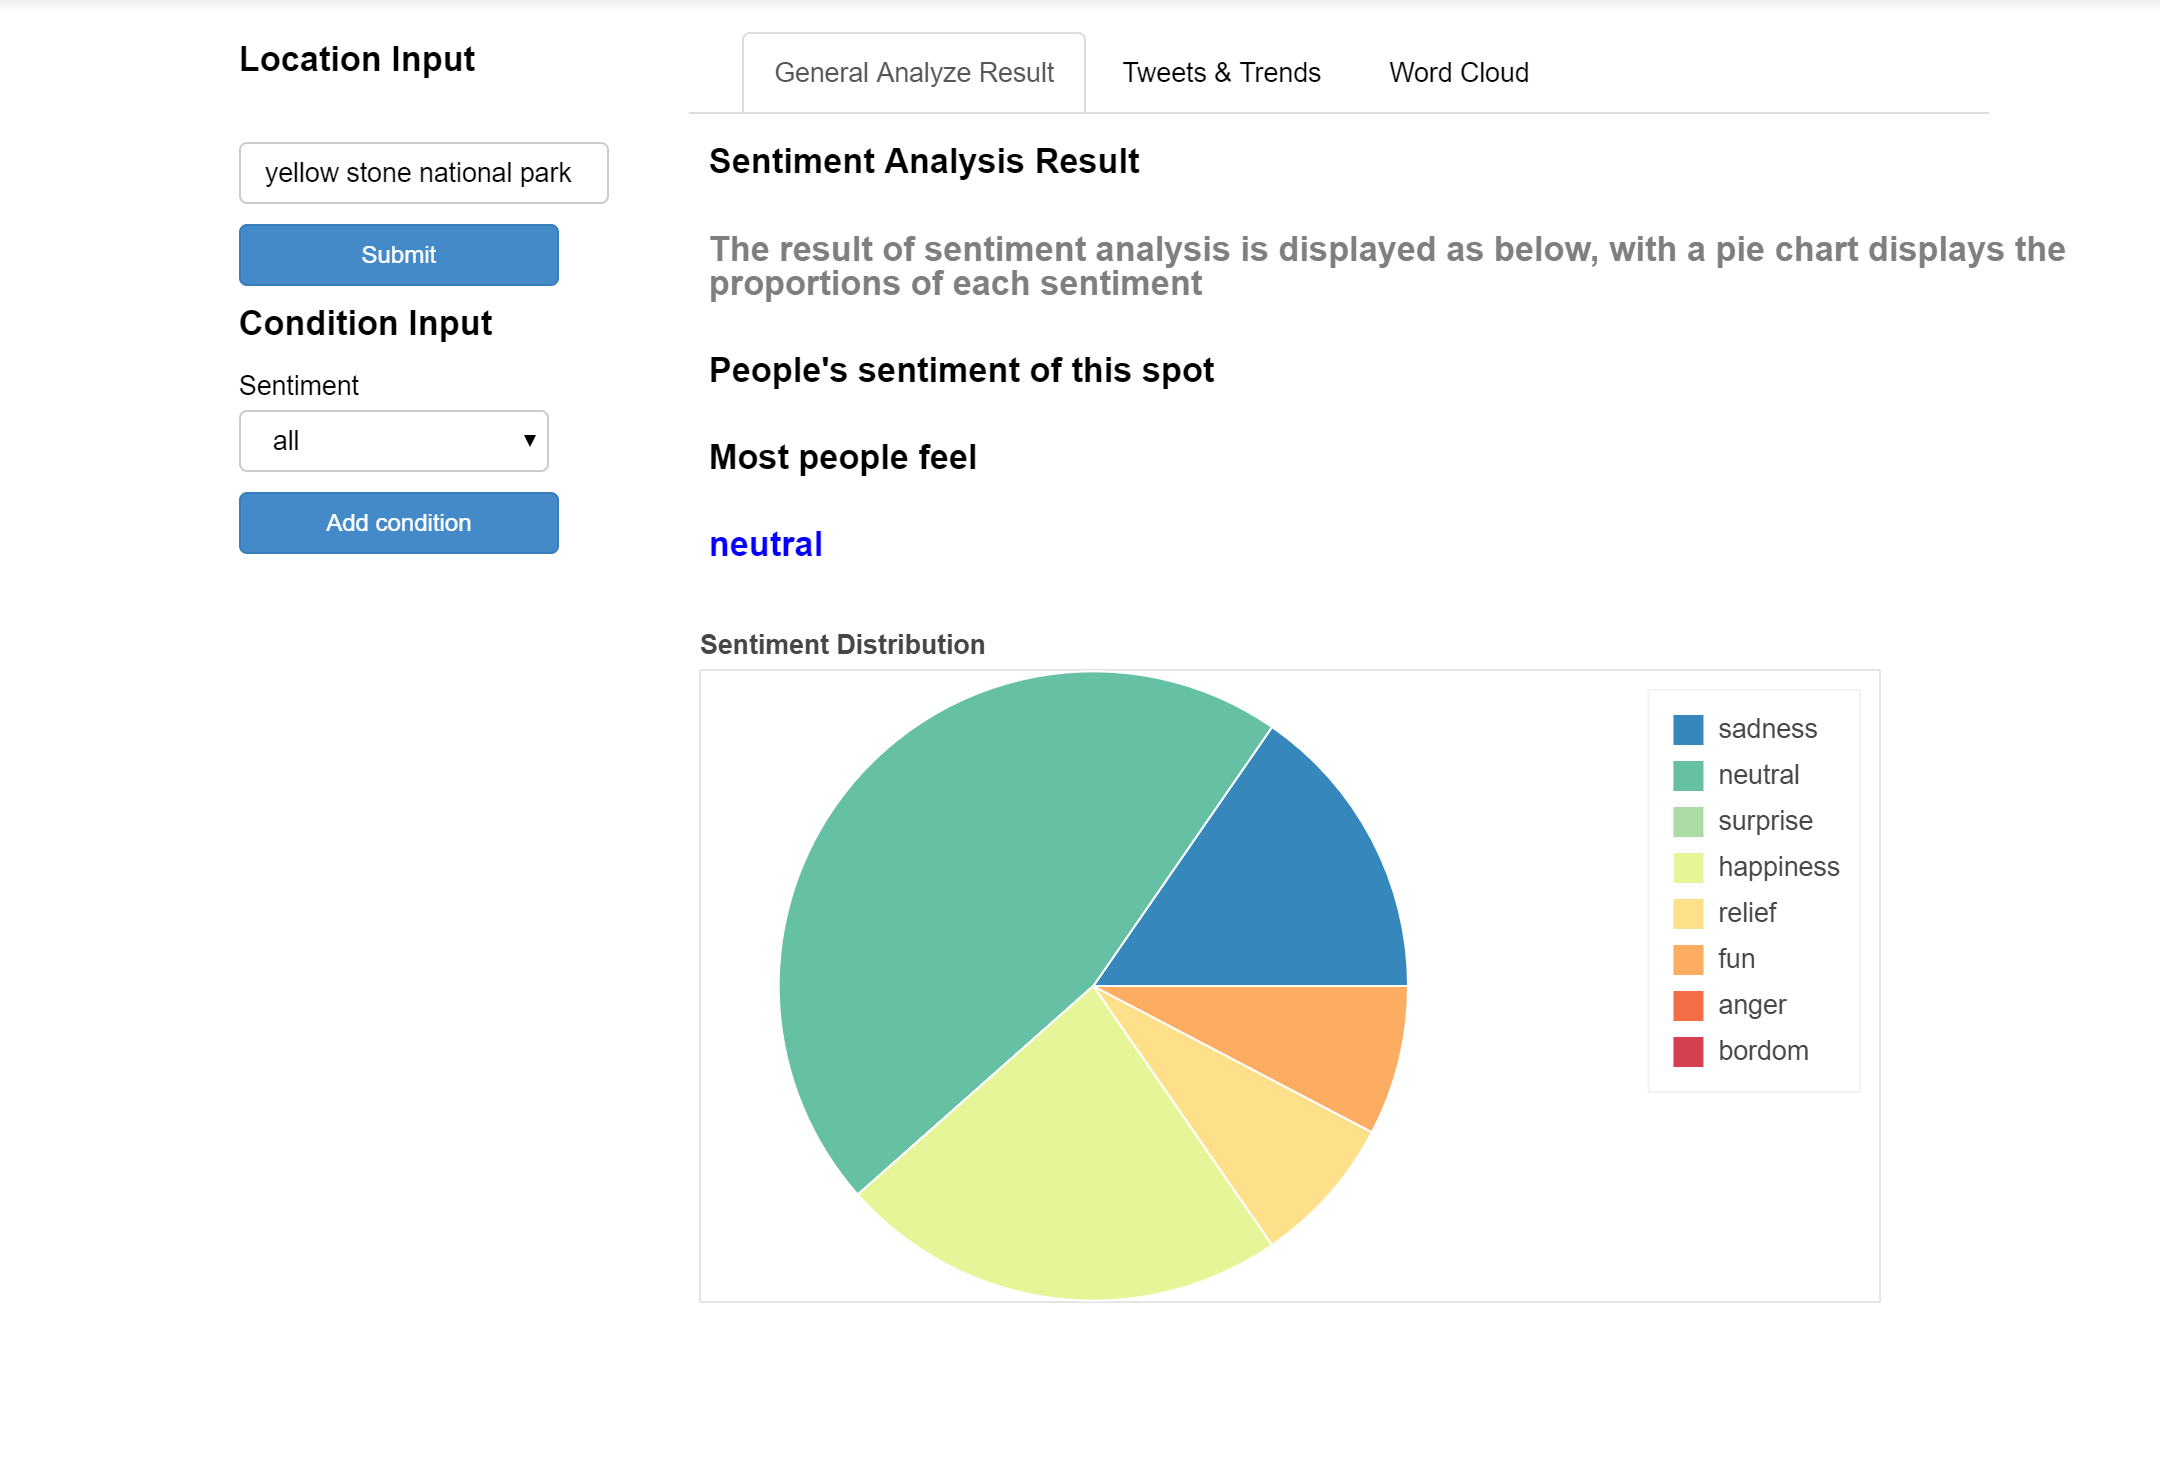 Location Input
yellow stone national park
Submit
Condition Input
Sentiment
all
Add condition
General Analyze Result
Tweets & Trends
Word Cloud
Sentiment Analysis Result
The result of sentiment analysis is displayed as below, with a pie chart displays the
proportions of each sentiment
People's sentiment of this spot
Most people feel
neutral
Sentiment Distribution
sadness
neutral
surprise
happiness
relief
fun
anger
bordom